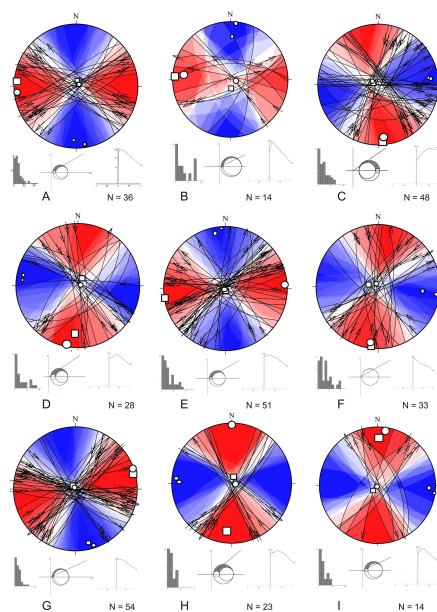 N N N
A N = 36 B N = 14 C N = 48
N N N
D N = 28 E N = 51 F N = 33
N N N
G N = 54 H N = 23 I N = 14